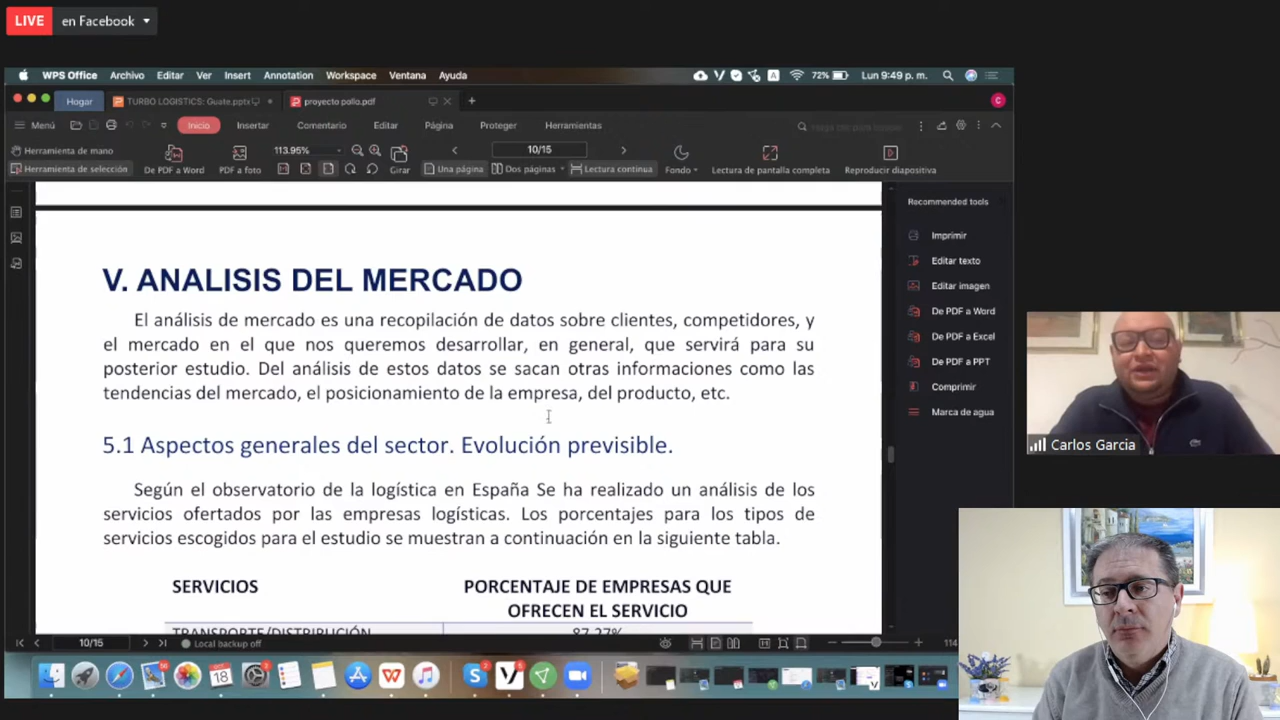 LIVE en Facebook
WPS Office Archivo Editar Ver Insert Annotation Workspace Ventana Ayuda 72% Lun 9:49 p. m.
Hogar TURBO LOGISTICS: Guate.pptx proyecto pollo.pdf
Menú Inicio Insertar Comentario Editar Página Proteger Herramientas
Herramienta de mano 113.95% 10/15
Herramienta de selección De PDF a Word PDF a foto Girar Una página Dos páginas Lectura continua Fondo Lectura de pantalla completa Reproducir diapositiva
Recommended tools
Imprimir
Editar texto
Editar imagen
De PDF a Word
De PDF a Excel
De PDF a PPT
Comprimir
Marca de agua
V. ANALISIS DEL MERCADO
El análisis de mercado es una recopilación de datos sobre clientes, competidores, y
el mercado en el que nos queremos desarrollar, en general, que servirá para su
posterior estudio. Del análisis de estos datos se sacan otras informaciones como las
tendencias del mercado, el posicionamiento de la empresa, del producto, etc.
5.1 Aspectos generales del sector. Evolución previsible.
Según el observatorio de la logística en España Se ha realizado un análisis de los
servicios ofertados por las empresas logísticas. Los porcentajes para los tipos de
servicios escogidos para el estudio se muestran a continuación en la siguiente tabla.
SERVICIOS PORCENTAJE DE EMPRESAS QUE
OFRECEN EL SERVICIO
TRANSPORTE/DISTRIBUCIÓN 87,27%
10/15 Local backup off 114
Carlos Garcia